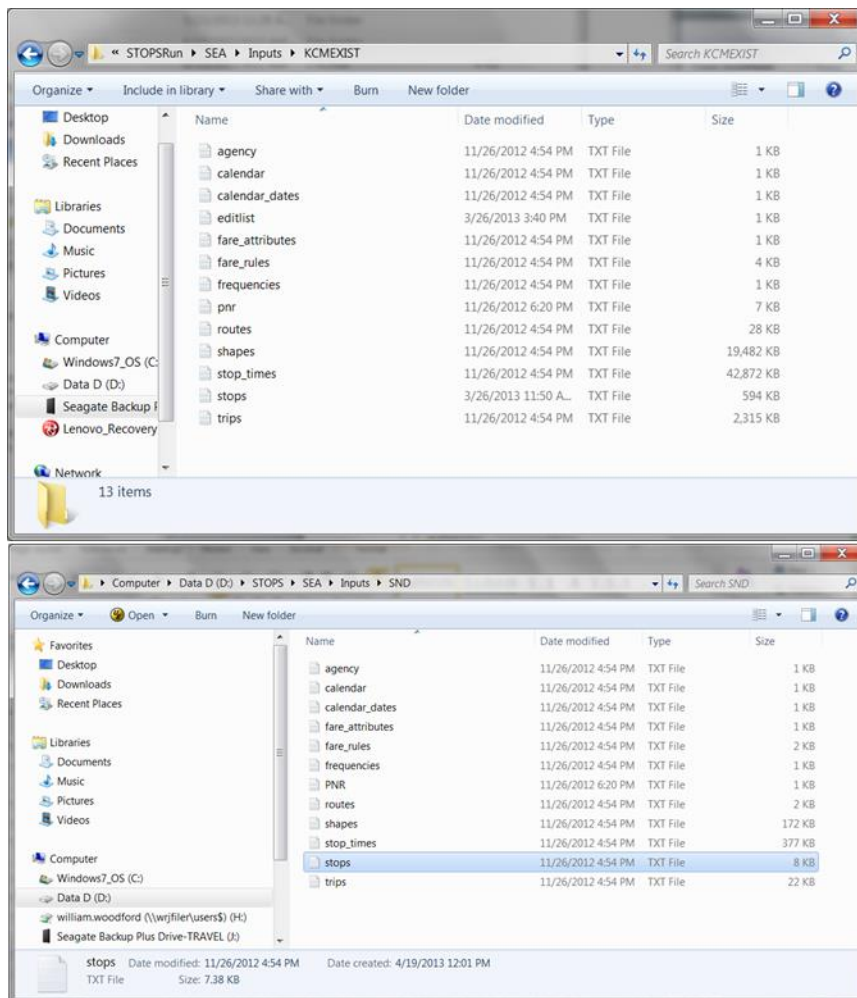 « STOPSRun ▸ SEA ▸ Inputs ▸ KCMEXIST Search KCMEXIST
Organize Include in library Share with Burn New folder
Desktop
Downloads
Recent Places
Libraries
Documents
Music
Pictures
Videos
Computer
Windows7_OS (C:
Data D (D:)
Seagate Backup P
Lenovo_Recovery
Network
Name Date modified Type Size
agency 11/26/2012 4:54 PM TXT File 1 KB
calendar 11/26/2012 4:54 PM TXT File 1 KB
calendar_dates 11/26/2012 4:54 PM TXT File 1 KB
editlist 3/26/2013 3:40 PM TXT File 1 KB
fare_attributes 11/26/2012 4:54 PM TXT File 1 KB
fare_rules 11/26/2012 4:54 PM TXT File 4 KB
frequencies 11/26/2012 4:54 PM TXT File 1 KB
pnr 11/26/2012 6:20 PM TXT File 7 KB
routes 11/26/2012 4:54 PM TXT File 28 KB
shapes 11/26/2012 4:54 PM TXT File 19,482 KB
stop_times 11/26/2012 4:54 PM TXT File 42,872 KB
stops 3/26/2013 11:50 A... TXT File 594 KB
trips 11/26/2012 4:54 PM TXT File 2,315 KB
13 items
▸ Computer ▸ Data D (D:) ▸ STOPS ▸ SEA ▸ Inputs ▸ SND Search SND
Organize Open Burn New folder
Favorites
Desktop
Downloads
Recent Places
Libraries
Documents
Music
Pictures
Videos
Computer
Windows7_OS (C:)
Data D (D:)
william.woodford (\\wrjfiler\users$) (H:)
Seagate Backup Plus Drive-TRAVEL (J:)
Name Date modified Type Size
agency 11/26/2012 4:54 PM TXT File 1 KB
calendar 11/26/2012 4:54 PM TXT File 1 KB
calendar_dates 11/26/2012 4:54 PM TXT File 1 KB
fare_attributes 11/26/2012 4:54 PM TXT File 1 KB
fare_rules 11/26/2012 4:54 PM TXT File 2 KB
frequencies 11/26/2012 4:54 PM TXT File 1 KB
PNR 11/26/2012 6:20 PM TXT File 1 KB
routes 11/26/2012 4:54 PM TXT File 2 KB
shapes 11/26/2012 4:54 PM TXT File 172 KB
stop_times 11/26/2012 4:54 PM TXT File 377 KB
stops 11/26/2012 4:54 PM TXT File 8 KB
trips 11/26/2012 4:54 PM TXT File 22 KB
stops Date modified: 11/26/2012 4:54 PM Date created: 4/19/2013 12:01 PM
TXT File Size: 7.38 KB